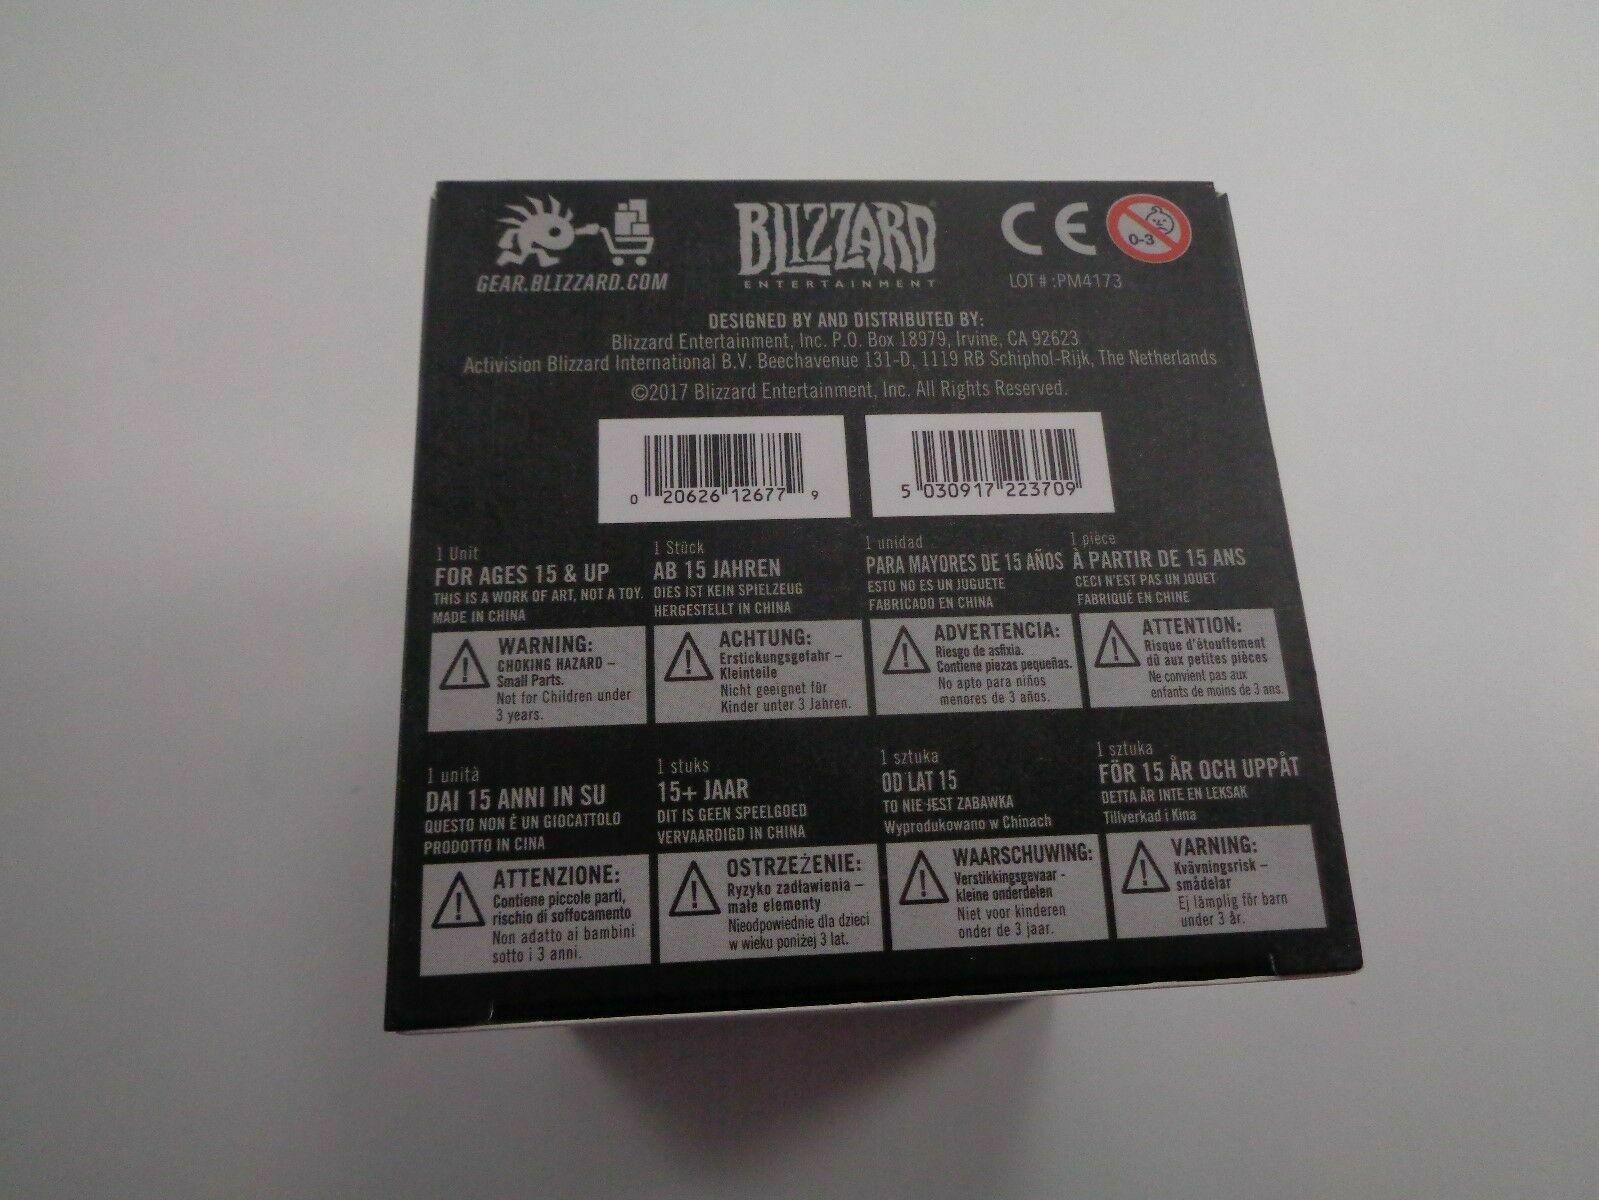 GEAR.BLIZZARD.COM
BLIZZARD
ENTERTAINMENT
CE
0-3
LOT # :PM4173
DESIGNED BY AND DISTRIBUTED BY:
Blizzard Entertainment, Inc. P.O. Box 18979, Irvine, CA 92623
Activision Blizzard International B.V. Beechavenue 131-D, 1119 RB Schiphol-Rijk, The Netherlands
©2017 Blizzard Entertainment, Inc. All Rights Reserved.
0 20626 12677 9
5 030917 223709
1 Unit
FOR AGES 15 & UP
THIS IS A WORK OF ART, NOT A TOY.
MADE IN CHINA
WARNING:
CHOKING HAZARD –
Small Parts.
Not for Children under
3 years.
1 Stück
AB 15 JAHREN
DIES IST KEIN SPIELZEUG
HERGESTELLT IN CHINA
ACHTUNG:
Erstickungsgefahr –
Kleinteile
Nicht geeignet für
Kinder unter 3 Jahren.
1 unidad
PARA MAYORES DE 15 AÑOS
ESTO NO ES UN JUGUETE
FABRICADO EN CHINA
ADVERTENCIA:
Riesgo de asfixia.
Contiene piezas pequeñas.
No apto para niños
menores de 3 años.
1 pièce
À PARTIR DE 15 ANS
CECI N'EST PAS UN JOUET
FABRIQUÉ EN CHINE
ATTENTION:
Risque d'étouffement
dû aux petites pièces
Ne convient pas aux
enfants de moins de 3 ans.
1 unità
DAI 15 ANNI IN SU
QUESTO NON È UN GIOCATTOLO
PRODOTTO IN CINA
ATTENZIONE:
Contiene piccole parti,
rischio di soffocamento
Non adatto ai bambini
sotto i 3 anni.
1 stuks
15+ JAAR
DIT IS GEEN SPEELGOED
VERVAARDIGD IN CHINA
OSTRZEŻENIE:
Ryzyko zadławienia –
małe elementy
Nieodpowiednie dla dzieci
w wieku poniżej 3 lat.
1 sztuka
OD LAT 15
TO NIE JEST ZABAWKA
Wyprodukowano w Chinach
WAARSCHUWING:
Verstikkingsgevaar -
kleine onderdelen
Niet voor kinderen
onder de 3 jaar.
1 sztuka
FÖR 15 ÅR OCH UPPÅT
DETTA ÄR INTE EN LEKSAK
Tillverkad i Kina
VARNING:
Kvävningsrisk –
smådelar
Ej lämplig för barn
under 3 år.